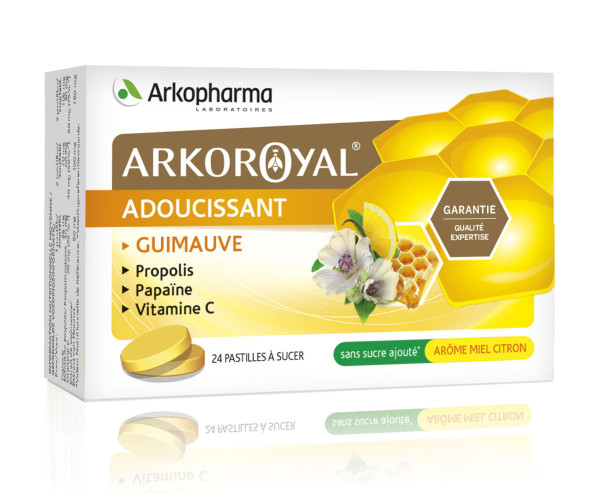 Arkopharma
LABORATOIRES
ARKOROYAL®
ADOUCISSANT
GUIMAUVE
Propolis
Papaïne
Vitamine C
GARANTIE
QUALITÉ
EXPERTISE
24 PASTILLES À SUCER
sans sucre ajouté*
ARÔME MIEL CITRON